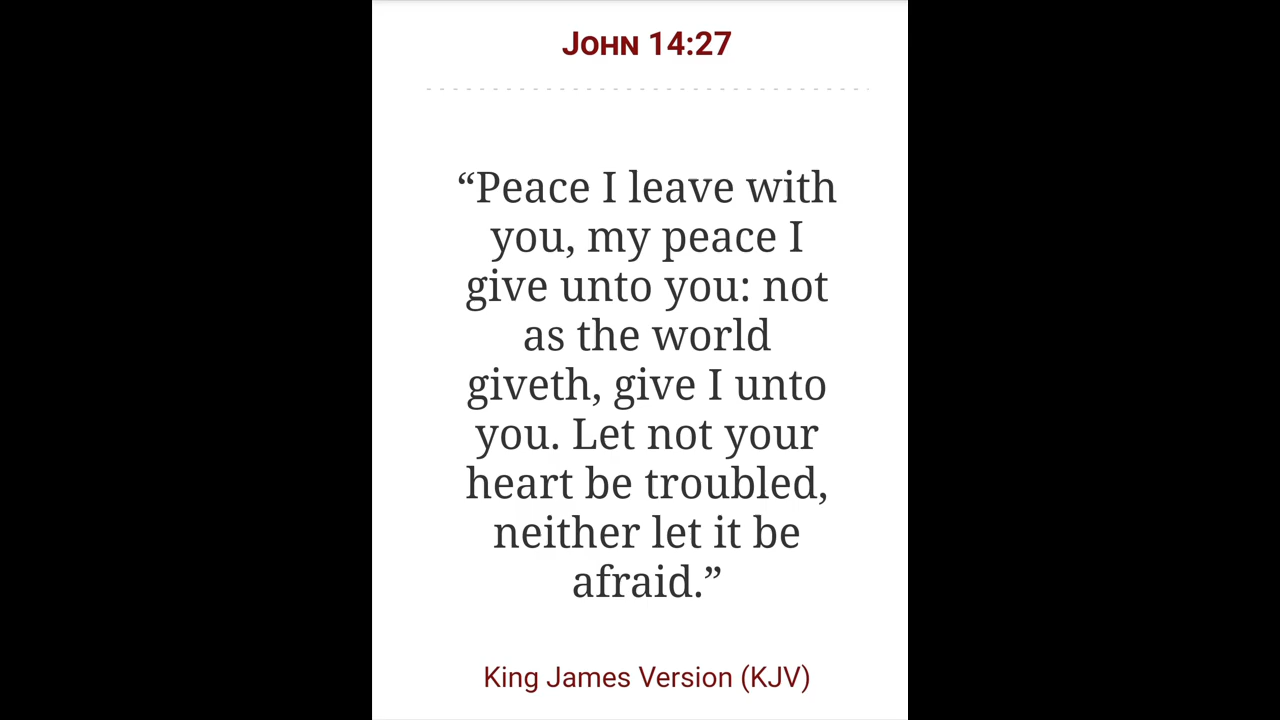 John 14:27
“Peace I leave with
you, my peace I
give unto you: not
as the world
giveth, give I unto
you. Let not your
heart be troubled,
neither let it be
afraid.”
King James Version (KJV)